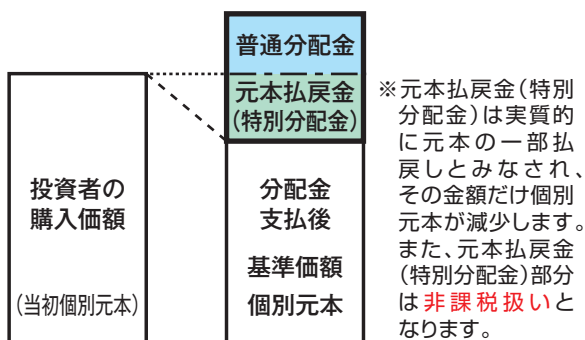 普通分配金
元本払戻金
(特別分配金)
投資者の
購入価額
(当初個別元本)
分配金
支払後
基準価額
個別元本
※元本払戻金(特別
分配金)は実質的
に元本の一部払
戻しとみなされ、
その金額だけ個別
元本が減少します。
また、元本払戻金
(特別分配金)部分
は非課税扱いと
なります。